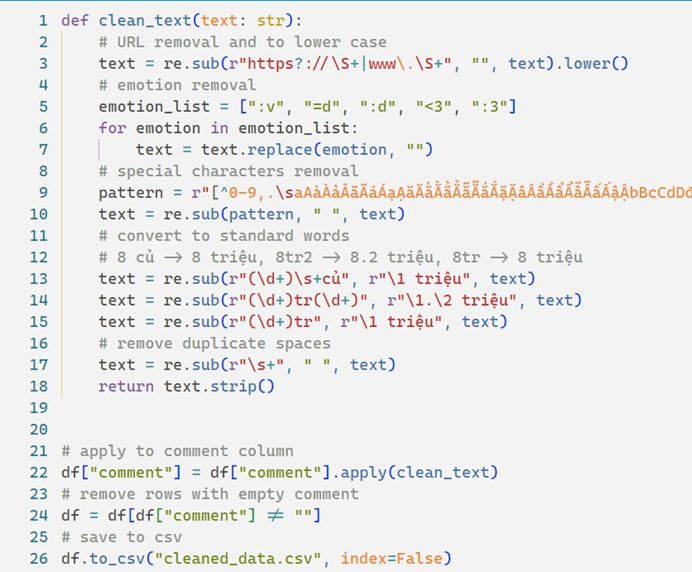 1 def clean_text(text: str):
2 # URL removal and to lower case
3 text = re.sub(r"https?://\S+|www\.\S+", "", text).lower()
4 # emotion removal
5 emotion_list = [":v", "=d", ":d", "<3", ":3"]
6 for emotion in emotion_list:
7 text = text.replace(emotion, "")
8 # special characters removal
9 pattern = r"[^0-9,.\saAàÀảẢãÃáÁạẠăĂằẰẳẲẵẴắẮặẶâÂầẦẩẨẫẪấẤậẬbBcCdDđ
10 text = re.sub(pattern, " ", text)
11 # convert to standard words
12 # 8 củ -> 8 triệu, 8tr2 -> 8.2 triệu, 8tr -> 8 triệu
13 text = re.sub(r"(\d+)\s+củ", r"\1 triệu", text)
14 text = re.sub(r"(\d+)tr(\d+)", r"\1.\2 triệu", text)
15 text = re.sub(r"(\d+)tr", r"\1 triệu", text)
16 # remove duplicate spaces
17 text = re.sub(r"\s+", " ", text)
18 return text.strip()
19
20
21 # apply to comment column
22 df["comment"] = df["comment"].apply(clean_text)
23 # remove rows with empty comment
24 df = df[df["comment"] != ""]
25 # save to csv
26 df.to_csv("cleaned_data.csv", index=False)